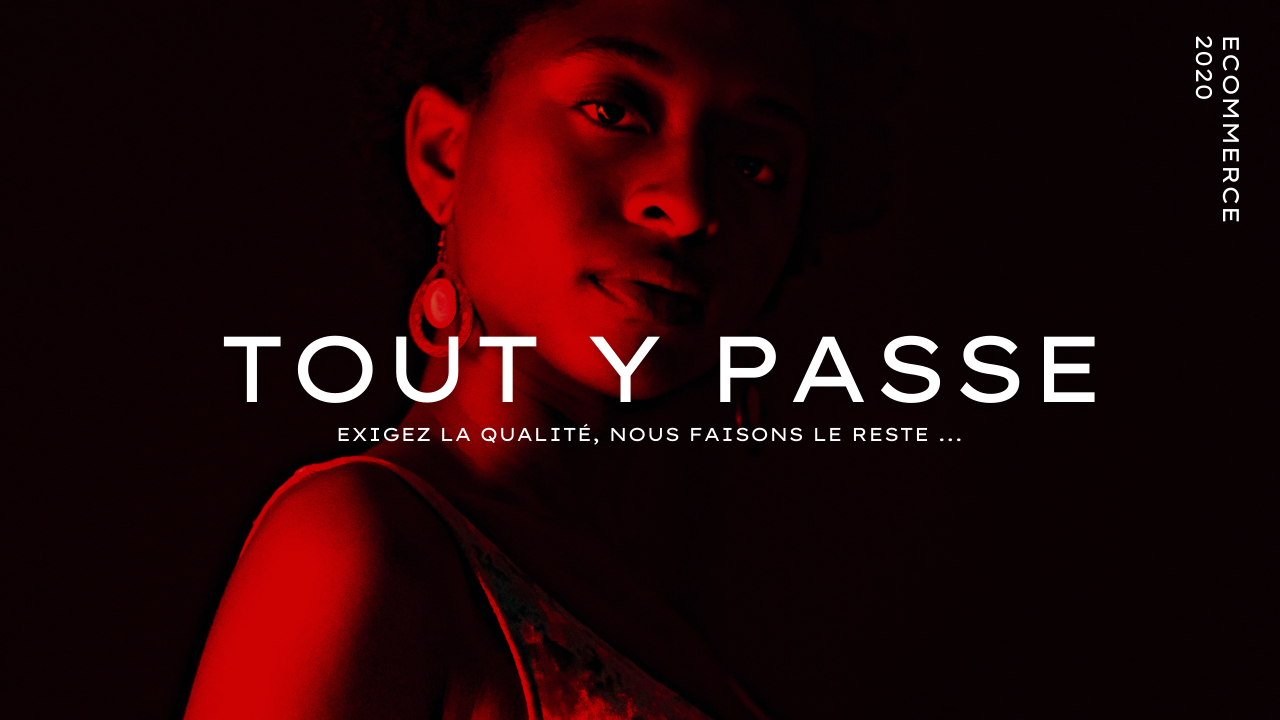 ECOMMERCE
2020
TOUT Y PASSE
EXIGEZ LA QUALITÉ, NOUS FAISONS LE RESTE ...